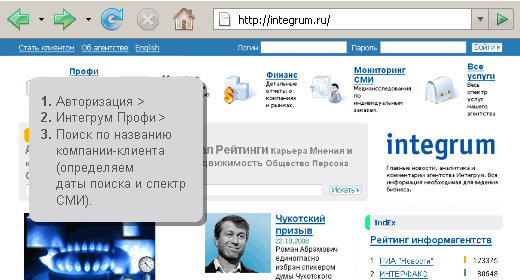 http://integrum.ru/
Стать клиентом Об агентстве English Логин Пароль Войти
Профи
Финанс
Детальные
отчеты о
компаниях
и рынках.
Мониторинг
СМИ
Медиаисследования
по
индивидуальным
заказам.
Все
услуги
Весь
спектр
услуг
нашего
агентства
1. Авторизация >
2. Интегрум Профи >
3. Поиск по названию
компании-клиента
(определяем
даты поиска и спектр
СМИ).
Рейтинги Карьера Мнения и
Общество Персона
Искать
integrum
Главные новости, аналитика и
комментарии агентства Интегрум. Вся
информация необходимая для ведения
бизнеса.
Чукотский
призыв
22.10.2008
Роман Абрамович
единогласно
избран спикером
думы Чукотского
IndEx
Рейтинг информагентств
1. РИА "Новости" 123376
2. ИНТЕРФАКС 80548